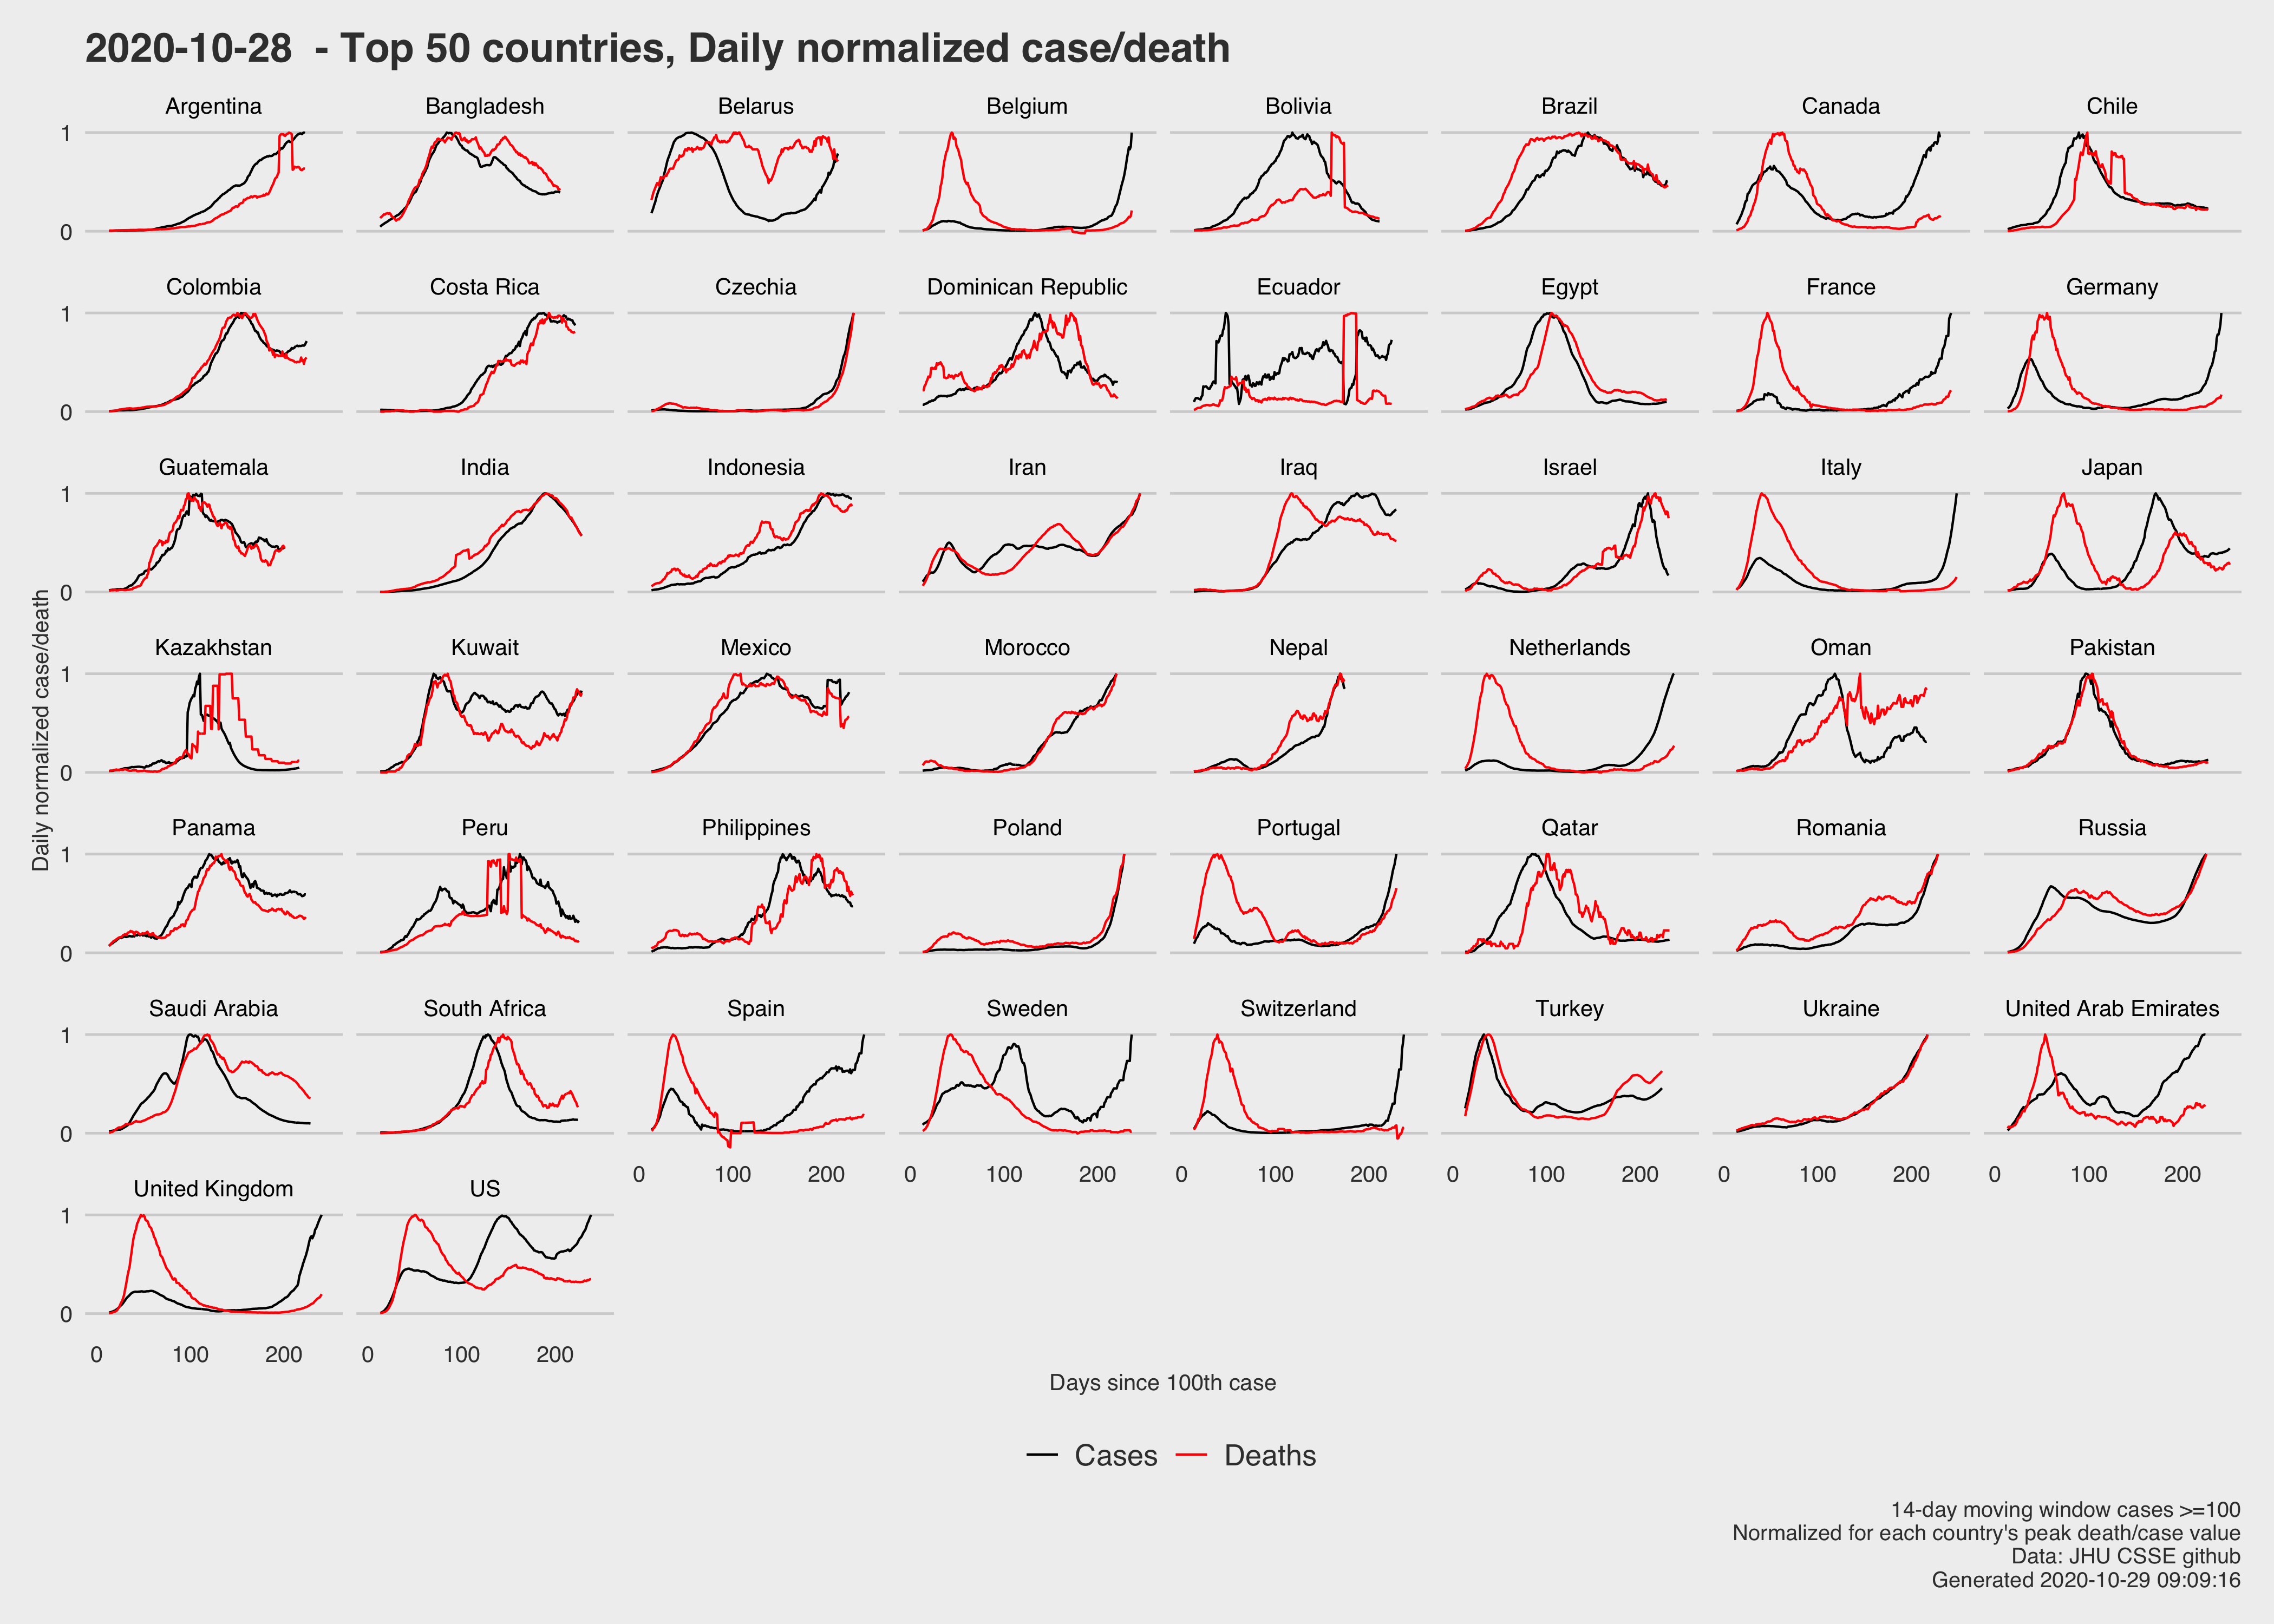 2020-10-28  - Top 50 countries, Daily normalized case/death
Argentina Bangladesh Belarus Belgium Bolivia Brazil Canada Chile
1
0
Colombia Costa Rica Czechia Dominican Republic Ecuador Egypt France Germany
1
0
Guatemala India Indonesia Iran Iraq Israel Italy Japan
1
0
Kazakhstan Kuwait Mexico Morocco Nepal Netherlands Oman Pakistan
1
0
Panama Peru Philippines Poland Portugal Qatar Romania Russia
1
0
Saudi Arabia South Africa Spain Sweden Switzerland Turkey Ukraine United Arab Emirates
1
0
0 100 200 0 100 200 0 100 200 0 100 200 0 100 200 0 100 200
United Kingdom US
1
0
0 100 200 0 100 200
Daily normalized case/death
Days since 100th case
Cases Deaths
14-day moving window cases >=100
Normalized for each country's peak death/case value
Data: JHU CSSE github
Generated 2020-10-29 09:09:16